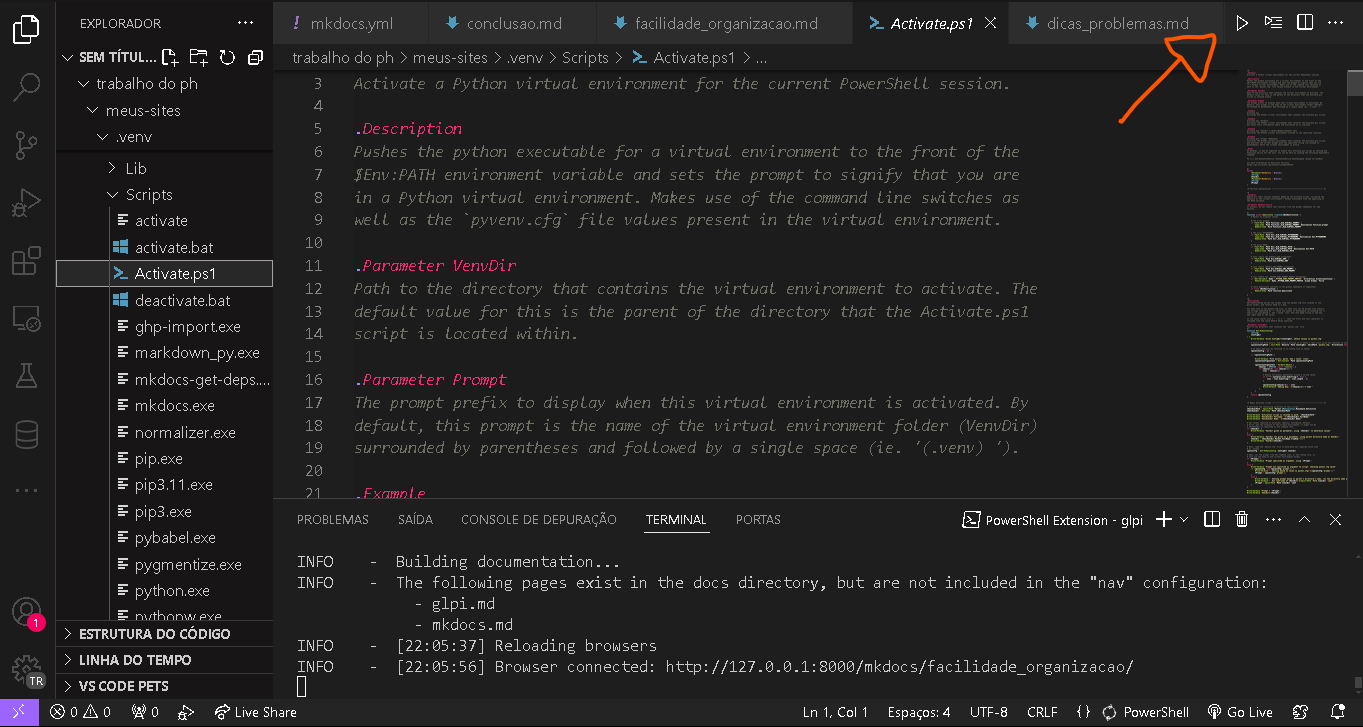 EXPLORADOR
mkdocs.yml
conclusao.md
facilidade_organizacao.md
Activate.ps1
dicas_problemas.md
SEM TÍTUL...
trabalho do ph > meus-sites > .venv > Scripts > Activate.ps1 > ...
trabalho do ph
meus-sites
.venv
Lib
Scripts
activate
activate.bat
Activate.ps1
deactivate.bat
ghp-import.exe
markdown_py.exe
mkdocs-get-deps....
mkdocs.exe
normalizer.exe
pip.exe
pip3.11.exe
pip3.exe
pybabel.exe
pygmentize.exe
python.exe
pythonw.exe
ESTRUTURA DO CÓDIGO
LINHA DO TEMPO
VS CODE PETS
3 Activate a Python virtual environment for the current PowerShell session.
4
5 .Description
6 Pushes the python executable for a virtual environment to the front of the
7 $Env:PATH environment variable and sets the prompt to signify that you are
8 in a Python virtual environment. Makes use of the command line switches as
9 well as the `pyvenv.cfg` file values present in the virtual environment.
10
11 .Parameter VenvDir
12 Path to the directory that contains the virtual environment to activate. The
13 default value for this is the parent of the directory that the Activate.ps1
14 script is located within.
15
16 .Parameter Prompt
17 The prompt prefix to display when this virtual environment is activated. By
18 default, this prompt is the name of the virtual environment folder (VenvDir)
19 surrounded by parentheses and followed by a single space (ie. '(.venv) ').
20
21 .Example
PROBLEMAS SAÍDA CONSOLE DE DEPURAÇÃO TERMINAL PORTAS
PowerShell Extension - glpi
INFO - Building documentation...
INFO - The following pages exist in the docs directory, but are not included in the "nav" configuration:
- glpi.md
- mkdocs.md
INFO - [22:05:37] Reloading browsers
INFO - [22:05:56] Browser connected: http://127.0.0.1:8000/mkdocs/facilidade_organizacao/
1
TR
0 0 0 Live Share
Ln 1, Col 1 Espaços: 4 UTF-8 CRLF {} PowerShell Go Live